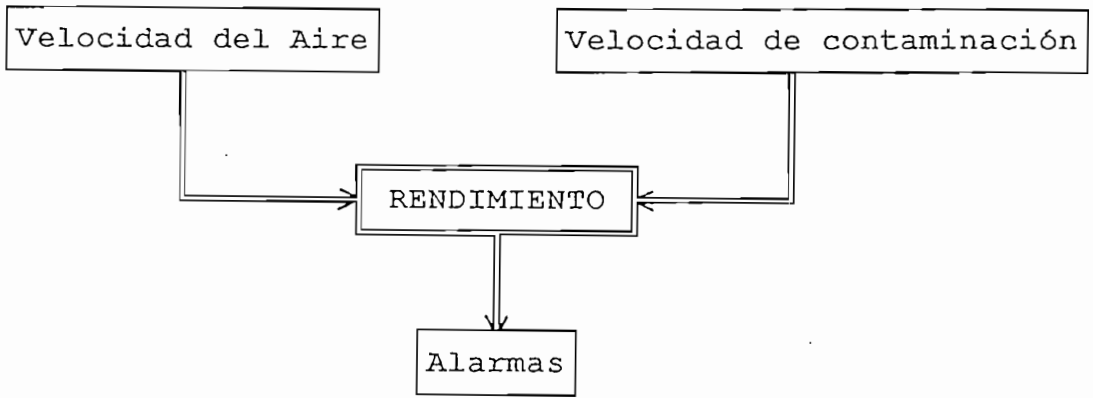 Velocidad del Aire
Velocidad de contaminación
RENDIMIENTO
Alarmas